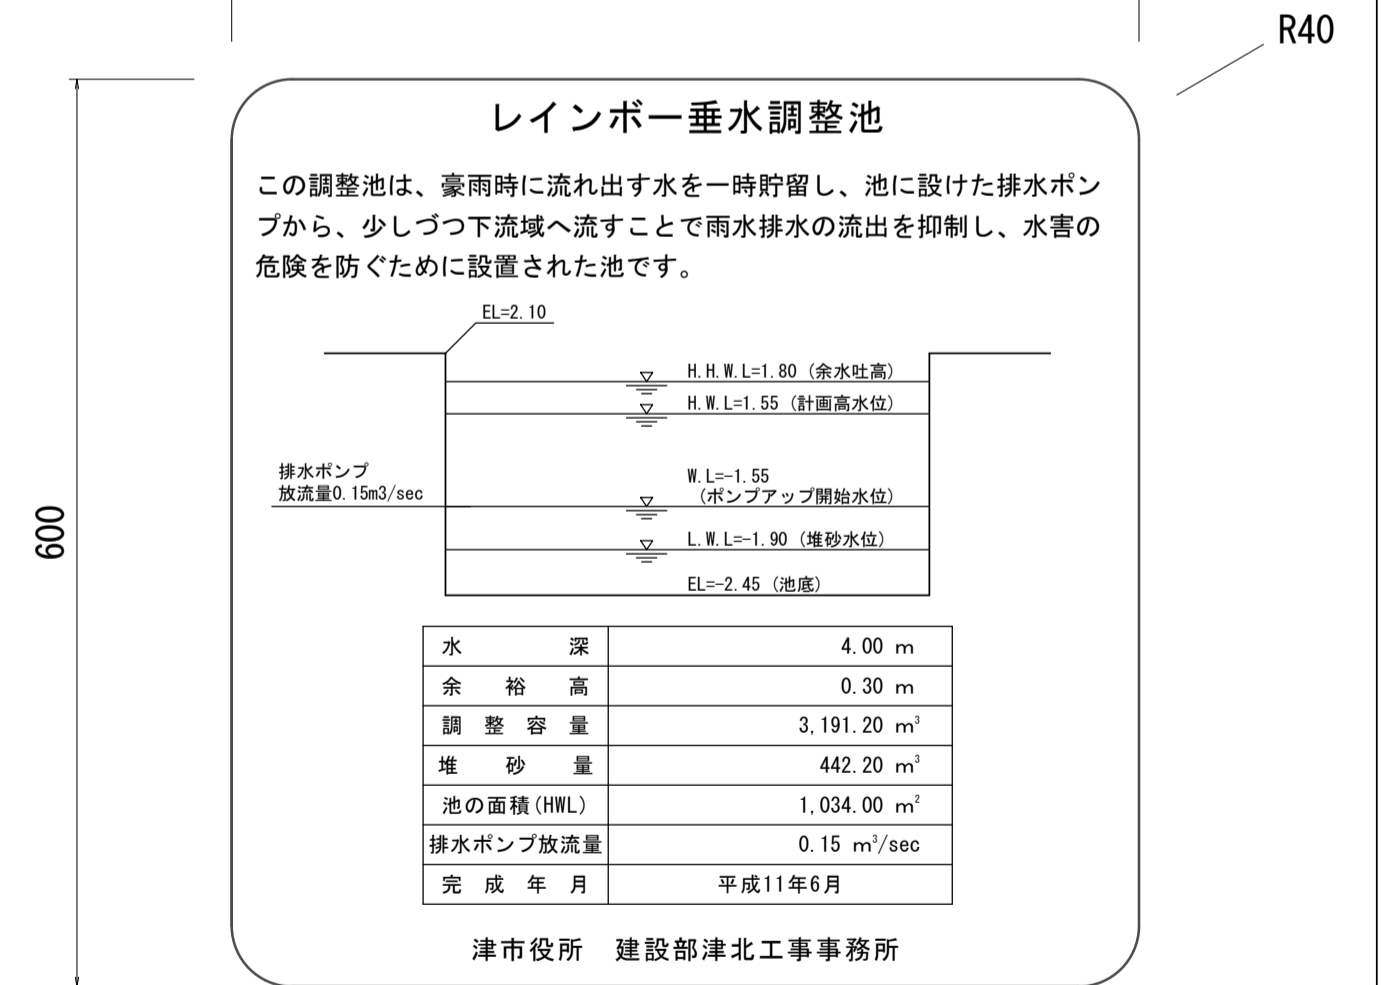 R40
レインボー垂水調整池
この調整池は、豪雨時に流れ出す水を一時貯留し、池に設けた排水ポン
プから、少しづつ下流域へ流すことで雨水排水の流出を抑制し、水害の
危険を防ぐために設置された池です。
EL=2.10
H.H.W.L=1.80 (余水吐高)
H.W.L=1.55 (計画高水位)
排水ポンプ
放流量0.15m3/sec
W.L=-1.55
(ポンプアップ開始水位)
L.W.L=-1.90 (堆砂水位)
EL=-2.45 (池底)
600
水深 4.00 m
余裕高 0.30 m
調整容量 3,191.20 m³
堆砂量 442.20 m³
池の面積(HWL) 1,034.00 m²
排水ポンプ放流量 0.15 m³/sec
完成年月 平成11年6月
津市役所 建設部津北工事事務所